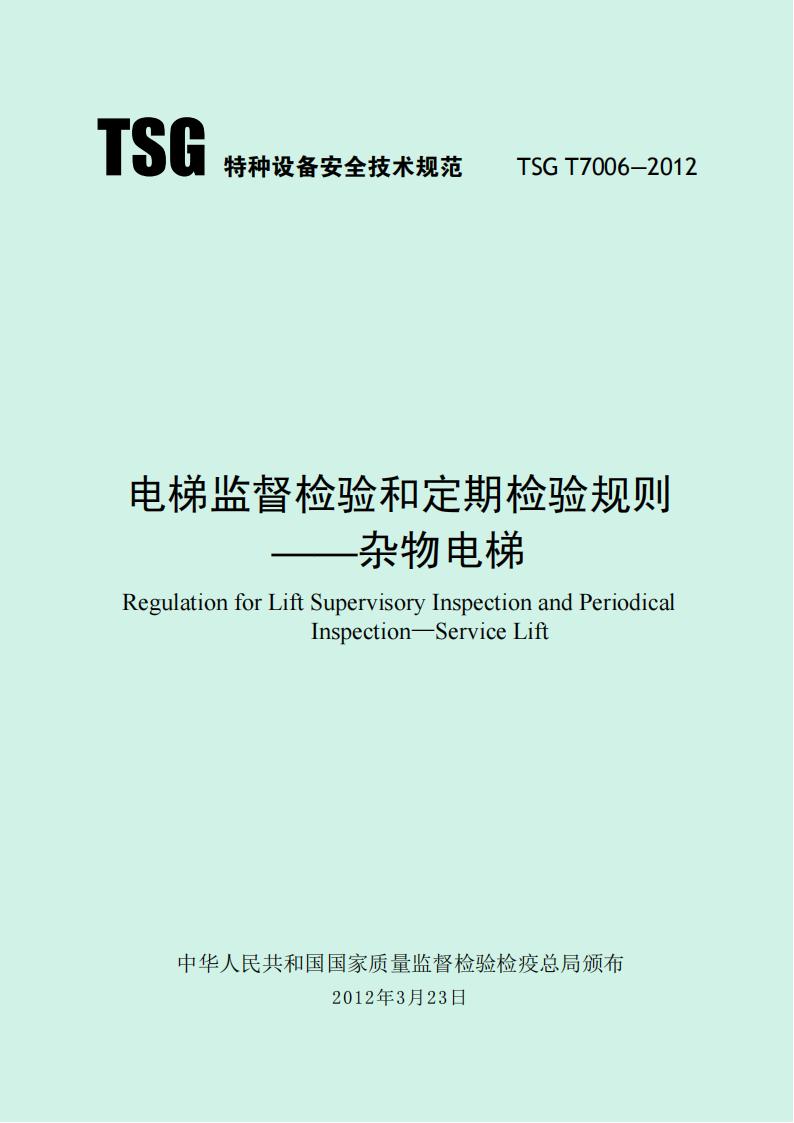 TSG 特种设备安全技术规范 TSG T7006—2012
电梯监督检验和定期检验规则
——杂物电梯
Regulation for Lift Supervisory Inspection and Periodical
Inspection—Service Lift
中华人民共和国国家质量监督检验检疫总局颁布
2012年3月23日